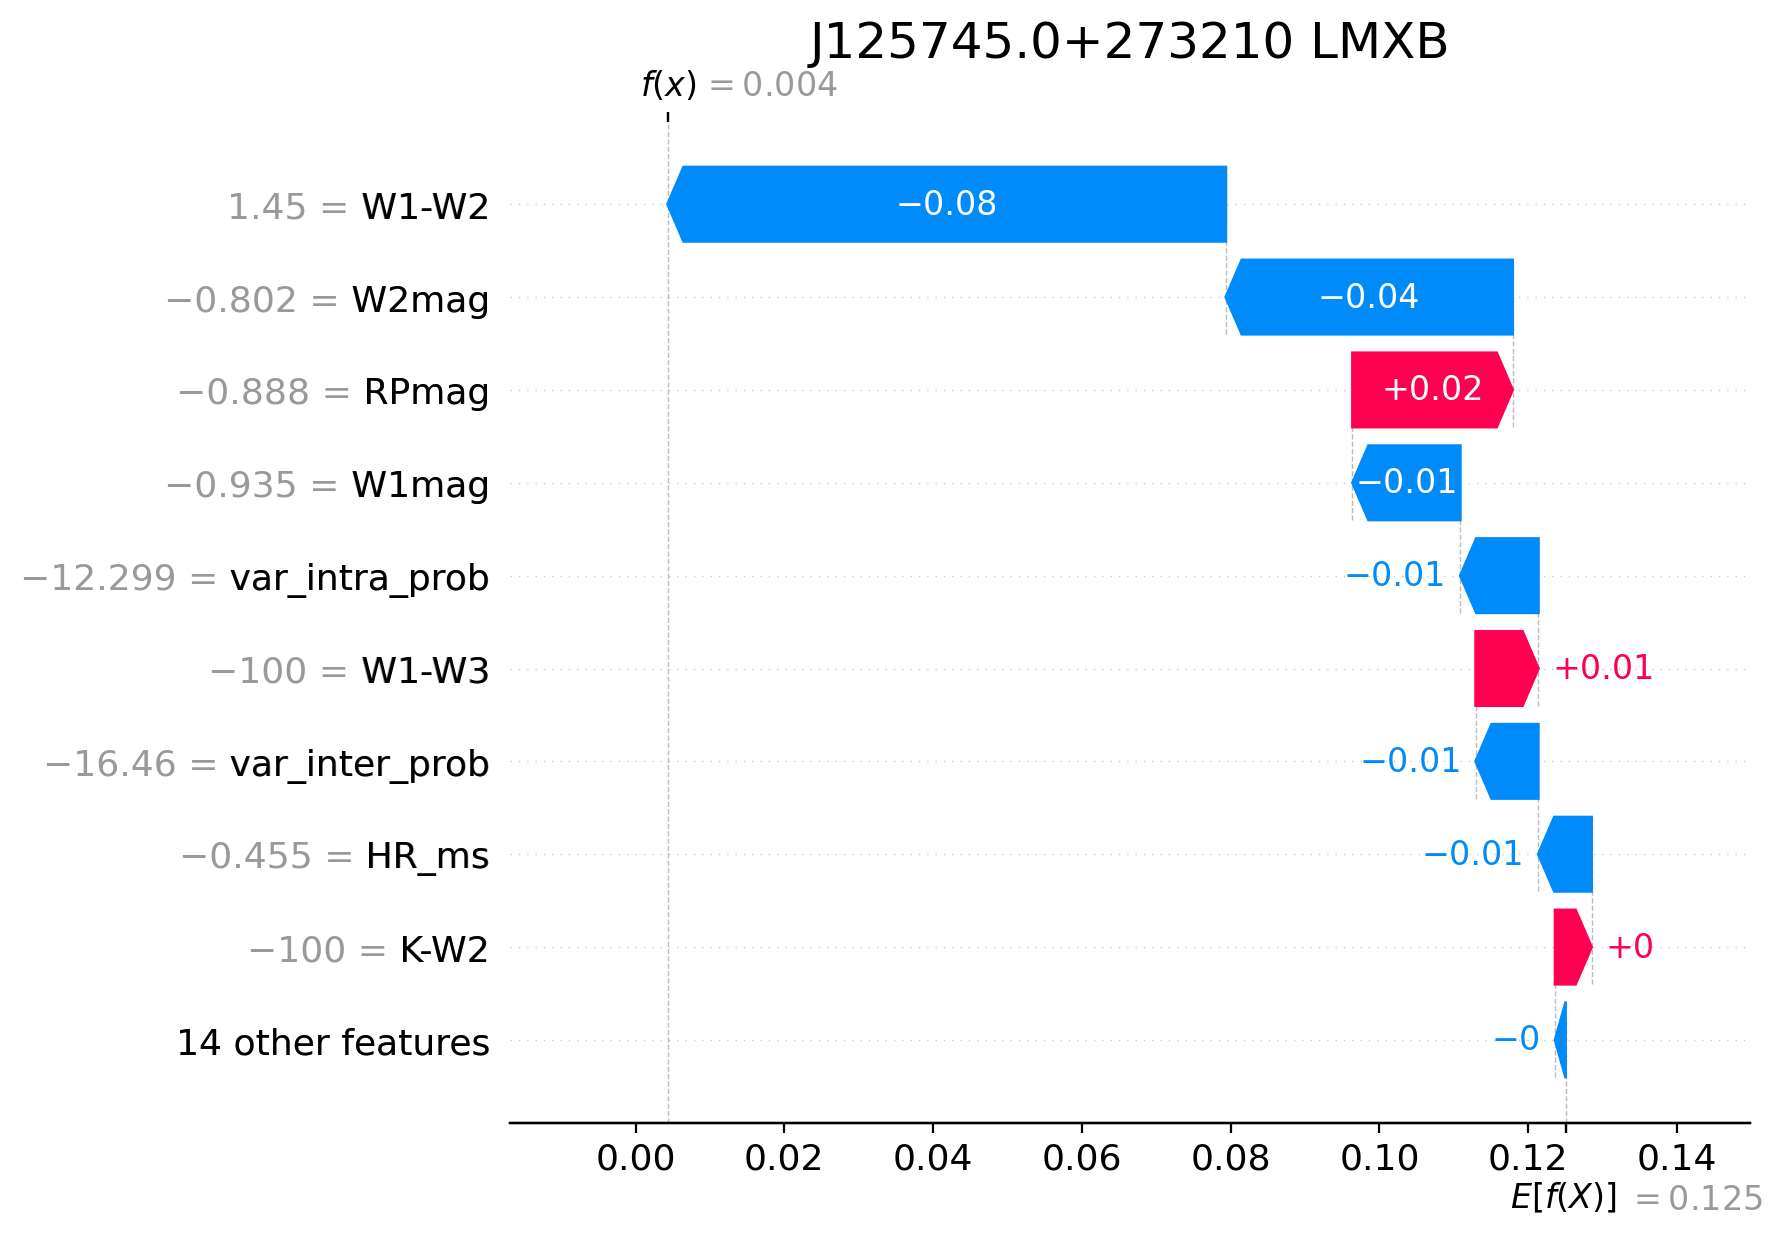 J125745.0+273210 LMXB
f(x) = 0.004
1.45 = W1-W2
−0.08
−0.802 = W2mag
−0.04
−0.888 = RPmag
+0.02
−0.935 = W1mag
−0.01
−12.299 = var_intra_prob
−0.01
−100 = W1-W3
+0.01
−16.46 = var_inter_prob
−0.01
−0.455 = HR_ms
−0.01
−100 = K-W2
+0
14 other features
−0
0.00 0.02 0.04 0.06 0.08 0.10 0.12 0.14
E[f(X)] = 0.125